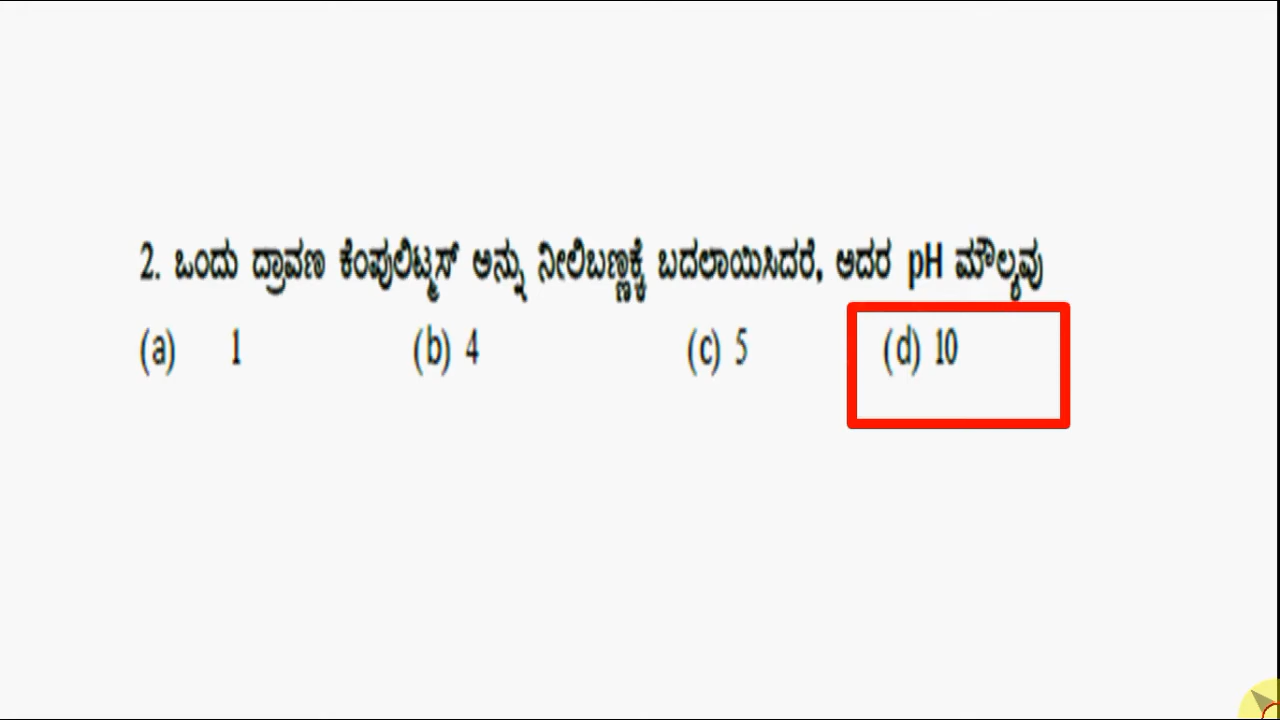 2. ಒಂದು ದ್ರಾವಣ ಕೆಂಪುಲಿಟ್ಮಸ್ ಅನ್ನು ನೀಲಿಬಣ್ಣಕ್ಕೆ ಬದಲಾಯಿಸಿದರೆ, ಅದರ pH ಮೌಲ್ಯವು
(a) 1 (b) 4 (c) 5 (d) 10